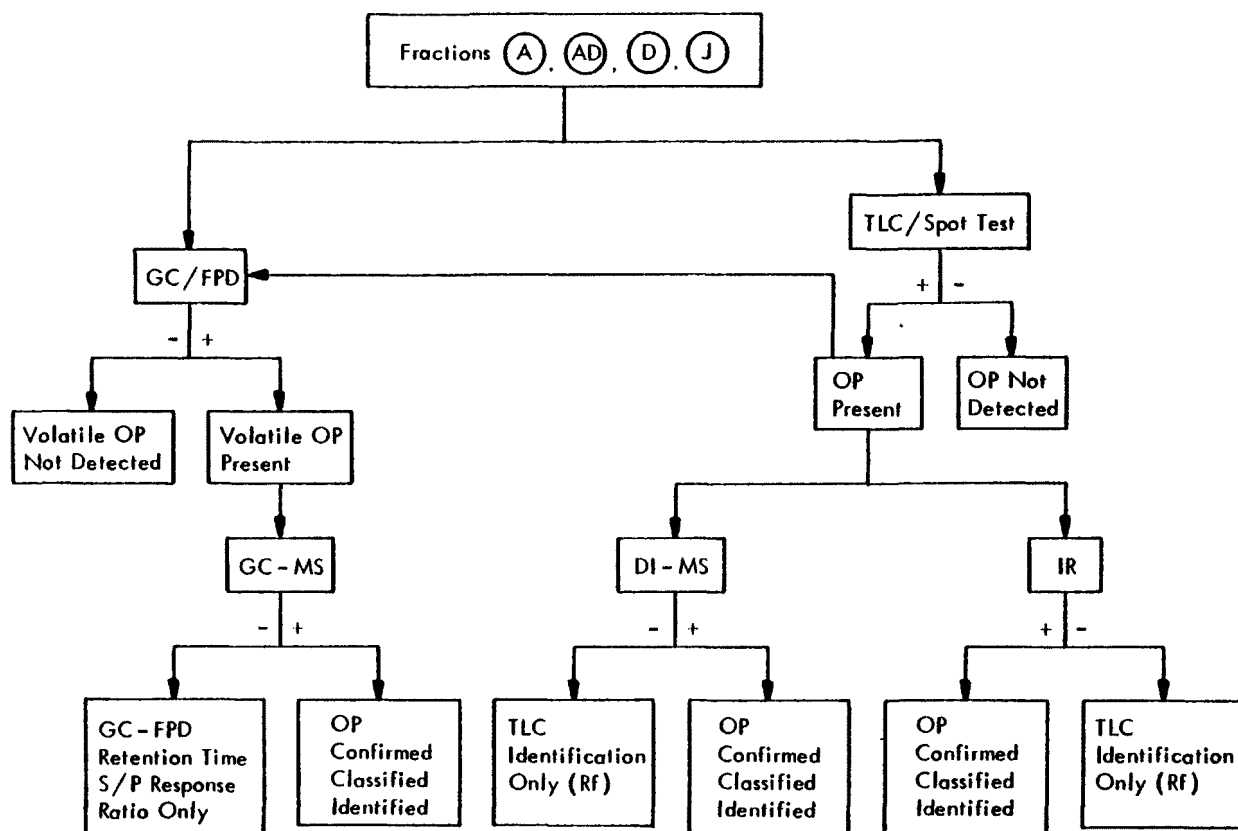 Fractions A, AD, D, J
TLC/Spot Test
GC/FPD
+ -
- +
OP
Present
OP Not
Detected
Volatile OP
Not Detected
Volatile OP
Present
GC-MS
DI-MS
IR
- +
- +
+ -
GC-FPD
Retention Time
S/P Response
Ratio Only
OP
Confirmed
Classified
Identified
TLC
Identification
Only (Rf)
OP
Confirmed
Classified
Identified
OP
Confirmed
Classified
Identified
TLC
Identification
Only (Rf)